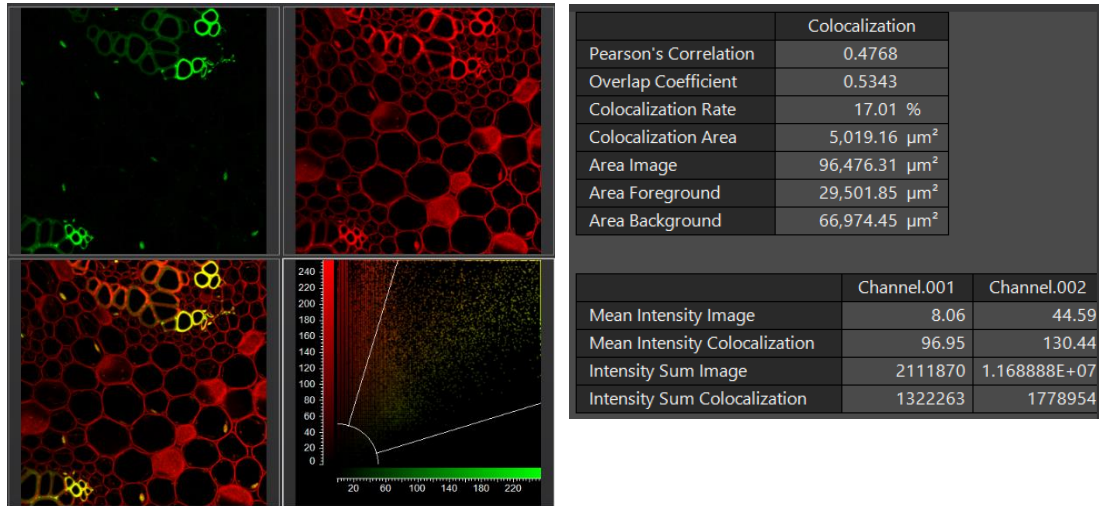 240
220
200
180
160
140
120
100
80
60
40
20
0
20 60 100 140 180 220
Colocalization
Pearson's Correlation 0.4768
Overlap Coefficient 0.5343
Colocalization Rate 17.01 %
Colocalization Area 5,019.16 µm²
Area Image 96,476.31 µm²
Area Foreground 29,501.85 µm²
Area Background 66,974.45 µm²
Channel.001 Channel.002
Mean Intensity Image 8.06 44.59
Mean Intensity Colocalization 96.95 130.44
Intensity Sum Image 2111870 1.168888E+07
Intensity Sum Colocalization 1322263 1778954